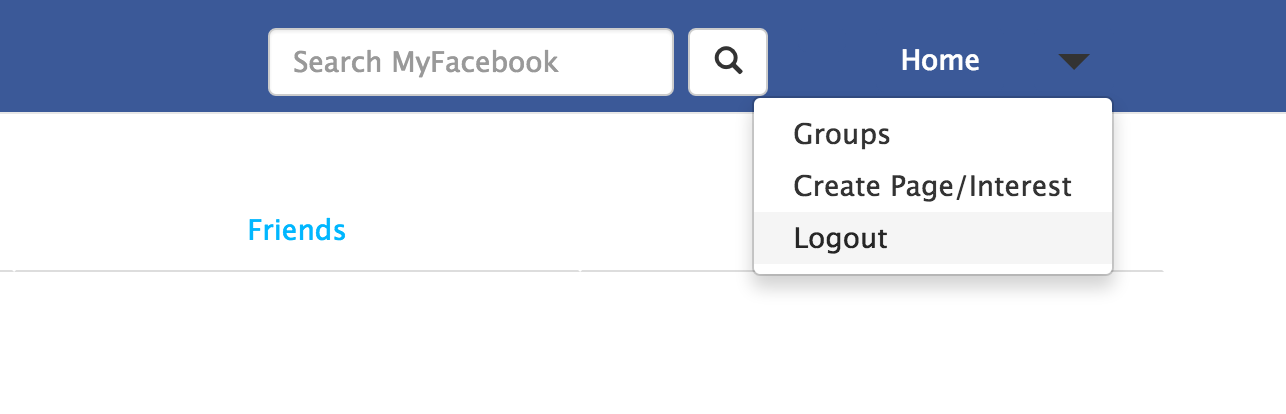 Search MyFacebook
Home
Groups
Create Page/Interest
Friends
Logout